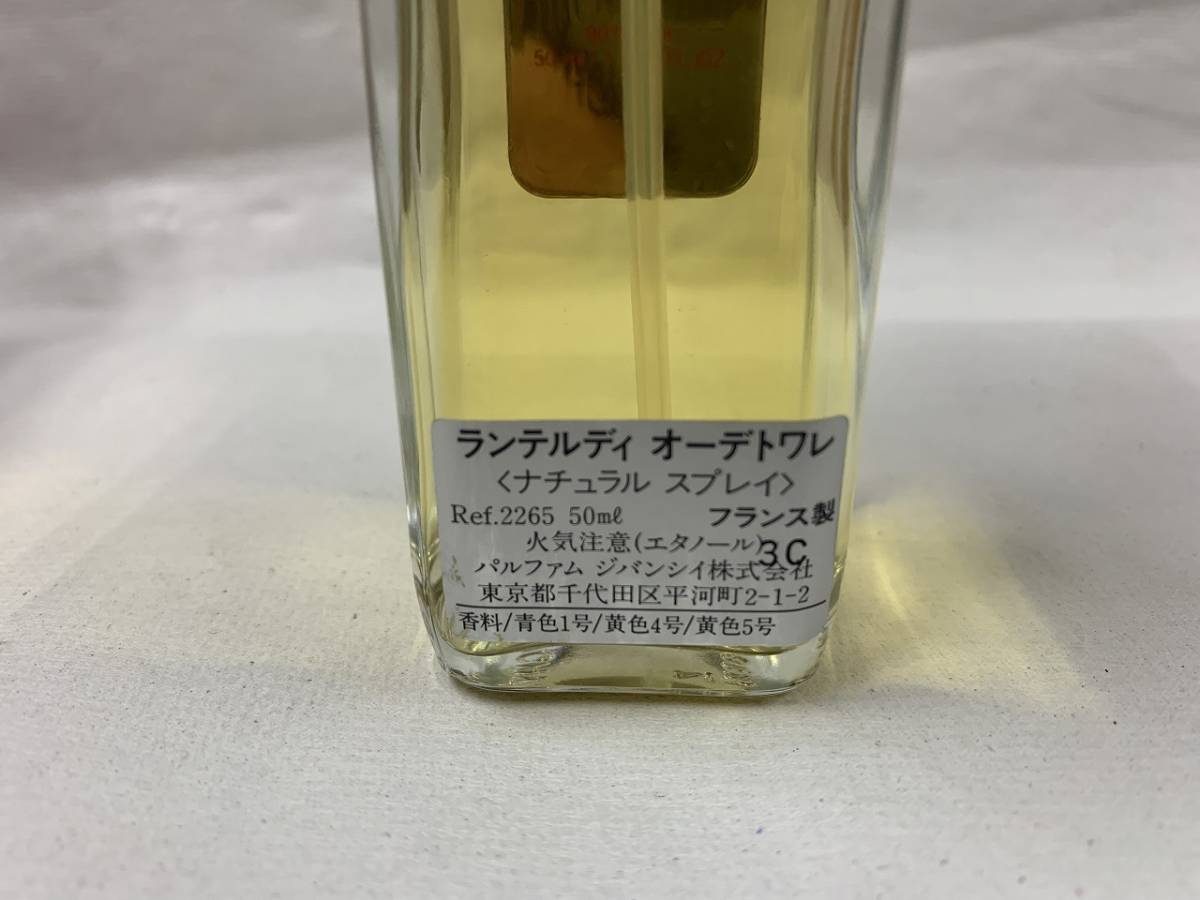 ランテルディ オーデトワレ
<ナチュラル スプレイ>
Ref.2265 50mℓ フランス製
火気注意(エタノール)
3C
パルファム ジバンシイ株式会社
東京都千代田区平河町2-1-2
香料/青色1号/黄色4号/黄色5号